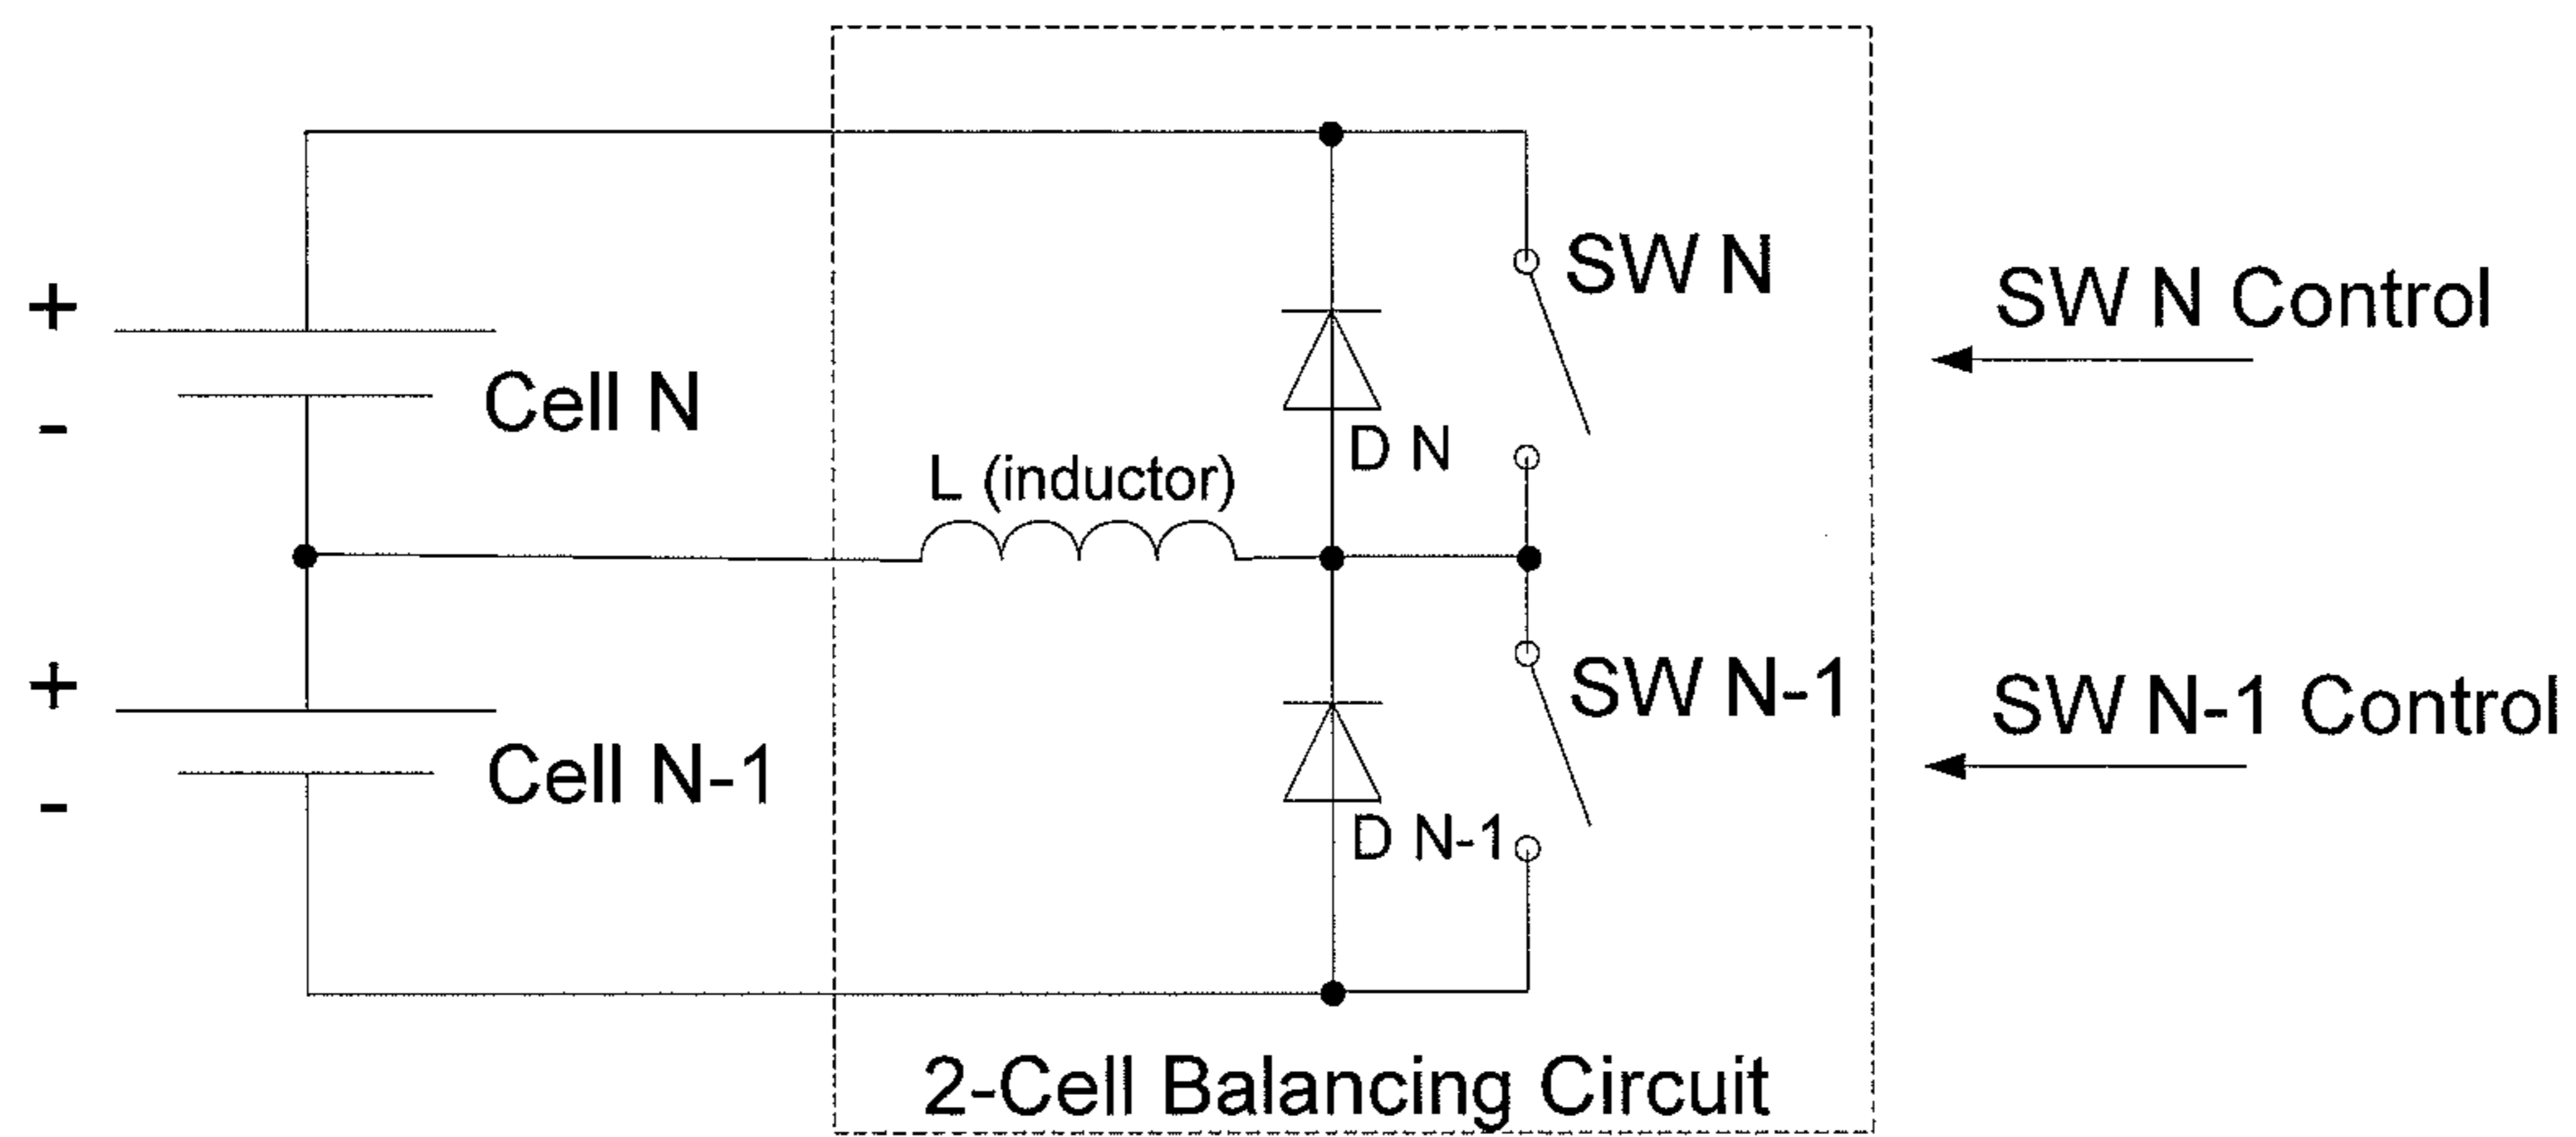 SW N
+
SW N Control
Cell N
-
D N
L (inductor)
+
SW N-1
SW N-1 Control
Cell N-1
-
D N-1
2-Cell Balancing Circuit